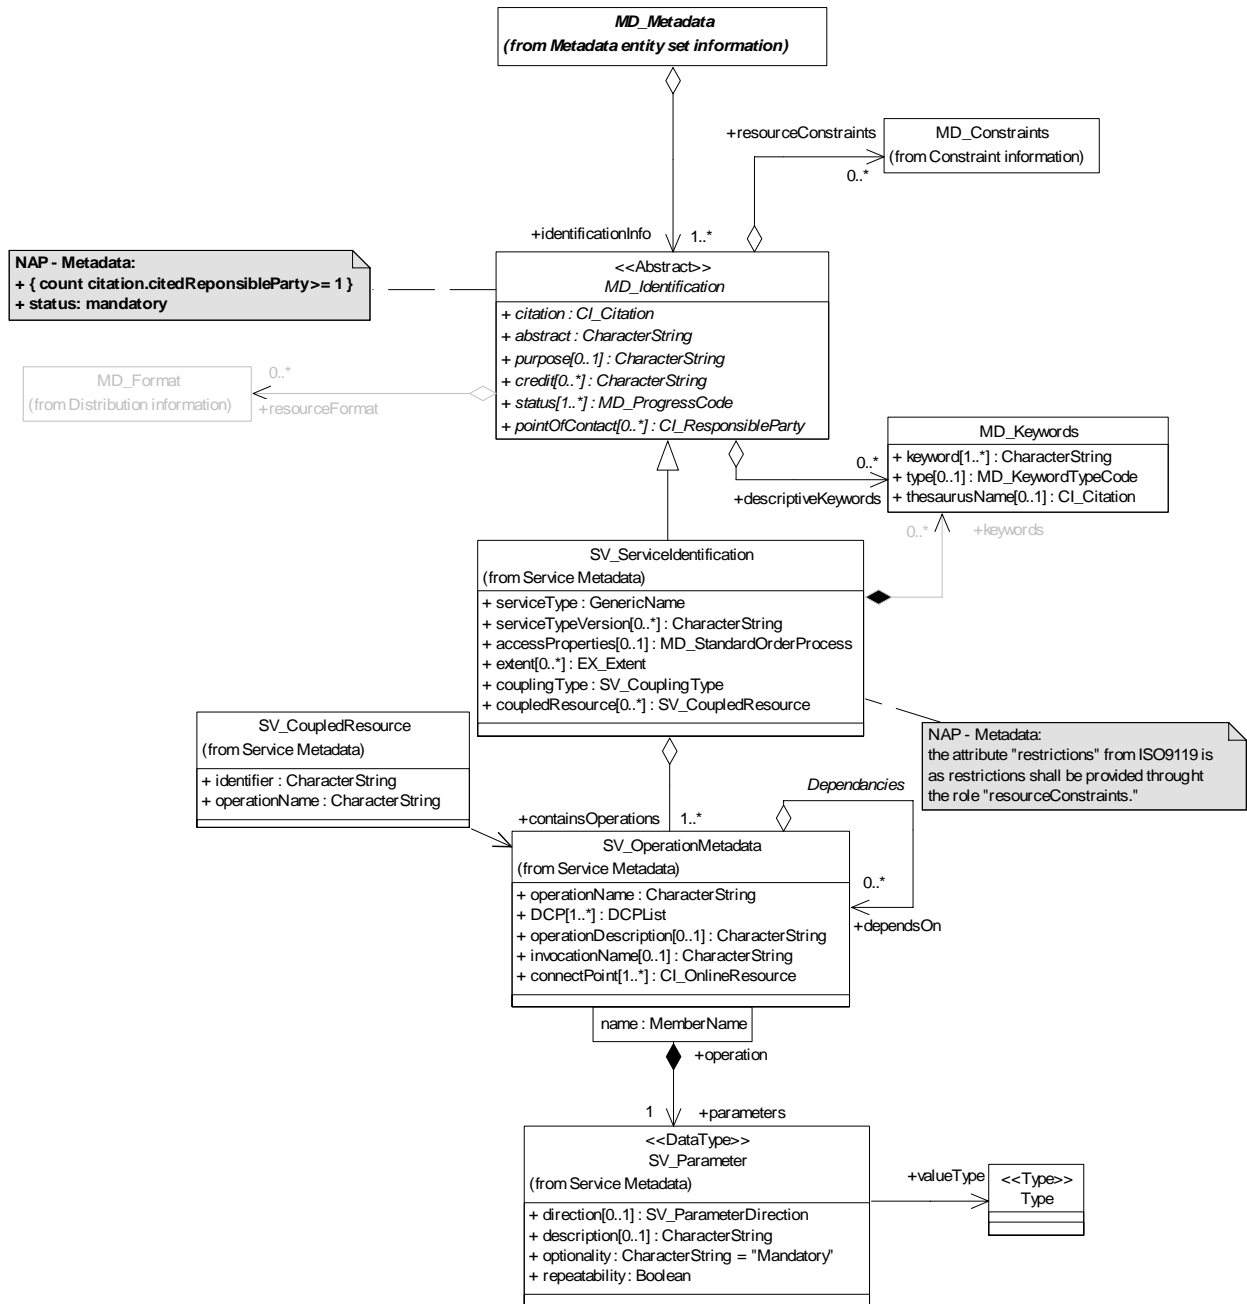 MD_Metadata
(from Metadata entity set information)
+resourceConstraints
0..*
MD_Constraints
(from Constraint information)
+identificationInfo
1..*
NAP - Metadata:
+ { count citation.citedReponsibleParty>= 1 }
+ status: mandatory
<<Abstract>>
MD_Identification
+ citation : CI_Citation
+ abstract : CharacterString
+ purpose[0..1] : CharacterString
+ credit[0..*] : CharacterString
+ status[1..*] : MD_ProgressCode
+ pointOfContact[0..*] : CI_ResponsibleParty
MD_Format
(from Distribution information)
0..*
+resourceFormat
0..*
+descriptiveKeywords
MD_Keywords
+ keyword[1..*] : CharacterString
+ type[0..1] : MD_KeywordTypeCode
+ thesaurusName[0..1] : CI_Citation
0..*
+keywords
SV_ServiceIdentification
(from Service Metadata)
+ serviceType : GenericName
+ serviceTypeVersion[0..*] : CharacterString
+ accessProperties[0..1] : MD_StandardOrderProcess
+ extent[0..*] : EX_Extent
+ couplingType : SV_CouplingType
+ coupledResource[0..*] : SV_CoupledResource
SV_CoupledResource
(from Service Metadata)
+ identifier : CharacterString
+ operationName : CharacterString
NAP - Metadata:
the attribute "restrictions" from ISO9119 is
as restrictions shall be provided throught
the role "resourceConstraints."
+containsOperations
1..*
Dependancies
0..*
+dependsOn
SV_OperationMetadata
(from Service Metadata)
+ operationName : CharacterString
+ DCP[1..*] : DCPList
+ operationDescription[0..1] : CharacterString
+ invocationName[0..1] : CharacterString
+ connectPoint[1..*] : CI_OnlineResource
name : MemberName
+operation
1
+parameters
<<DataType>>
SV_Parameter
(from Service Metadata)
+ direction[0..1] : SV_ParameterDirection
+ description[0..1] : CharacterString
+ optionality : CharacterString = "Mandatory"
+ repeatability : Boolean
+valueType
<<Type>>
Type